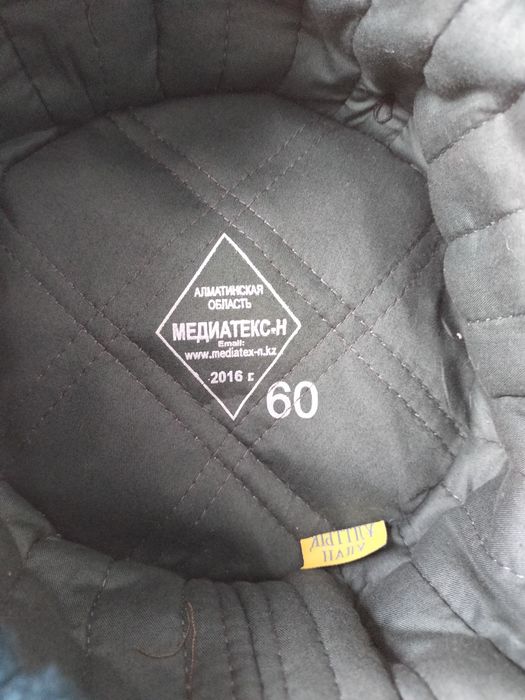 АЛМАТИНСКАЯ
ОБЛАСТЬ
МЕДИАТЕКС-Н
Email:
www.mediatex-n.kz
2016 г.
60